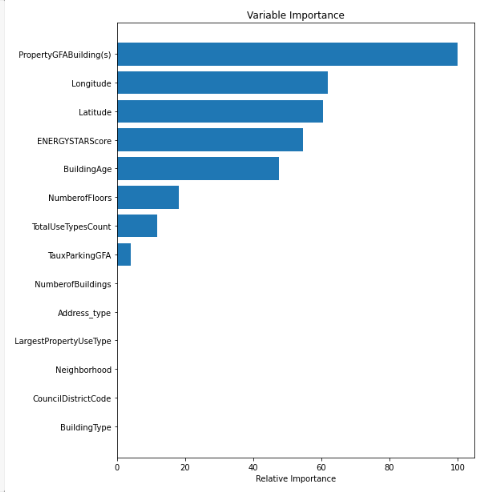 Variable Importance
PropertyGFABuilding(s)
Longitude
Latitude
ENERGYSTARScore
BuildingAge
NumberofFloors
TotalUseTypesCount
TauxParkingGFA
NumberofBuildings
Address_type
LargestPropertyUseType
Neighborhood
CouncilDistrictCode
BuildingType
0 20 40 60 80 100
Relative Importance